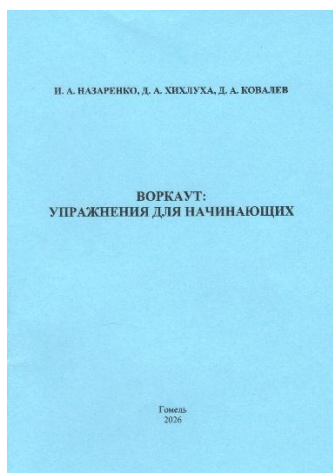 И. А. НАЗАРЕНКО, Д. А. ХИХЛУХА, Д. А. КОВАЛЕВ
ВОРКАУТ:
УПРАЖНЕНИЯ ДЛЯ НАЧИНАЮЩИХ
Гомель
2026